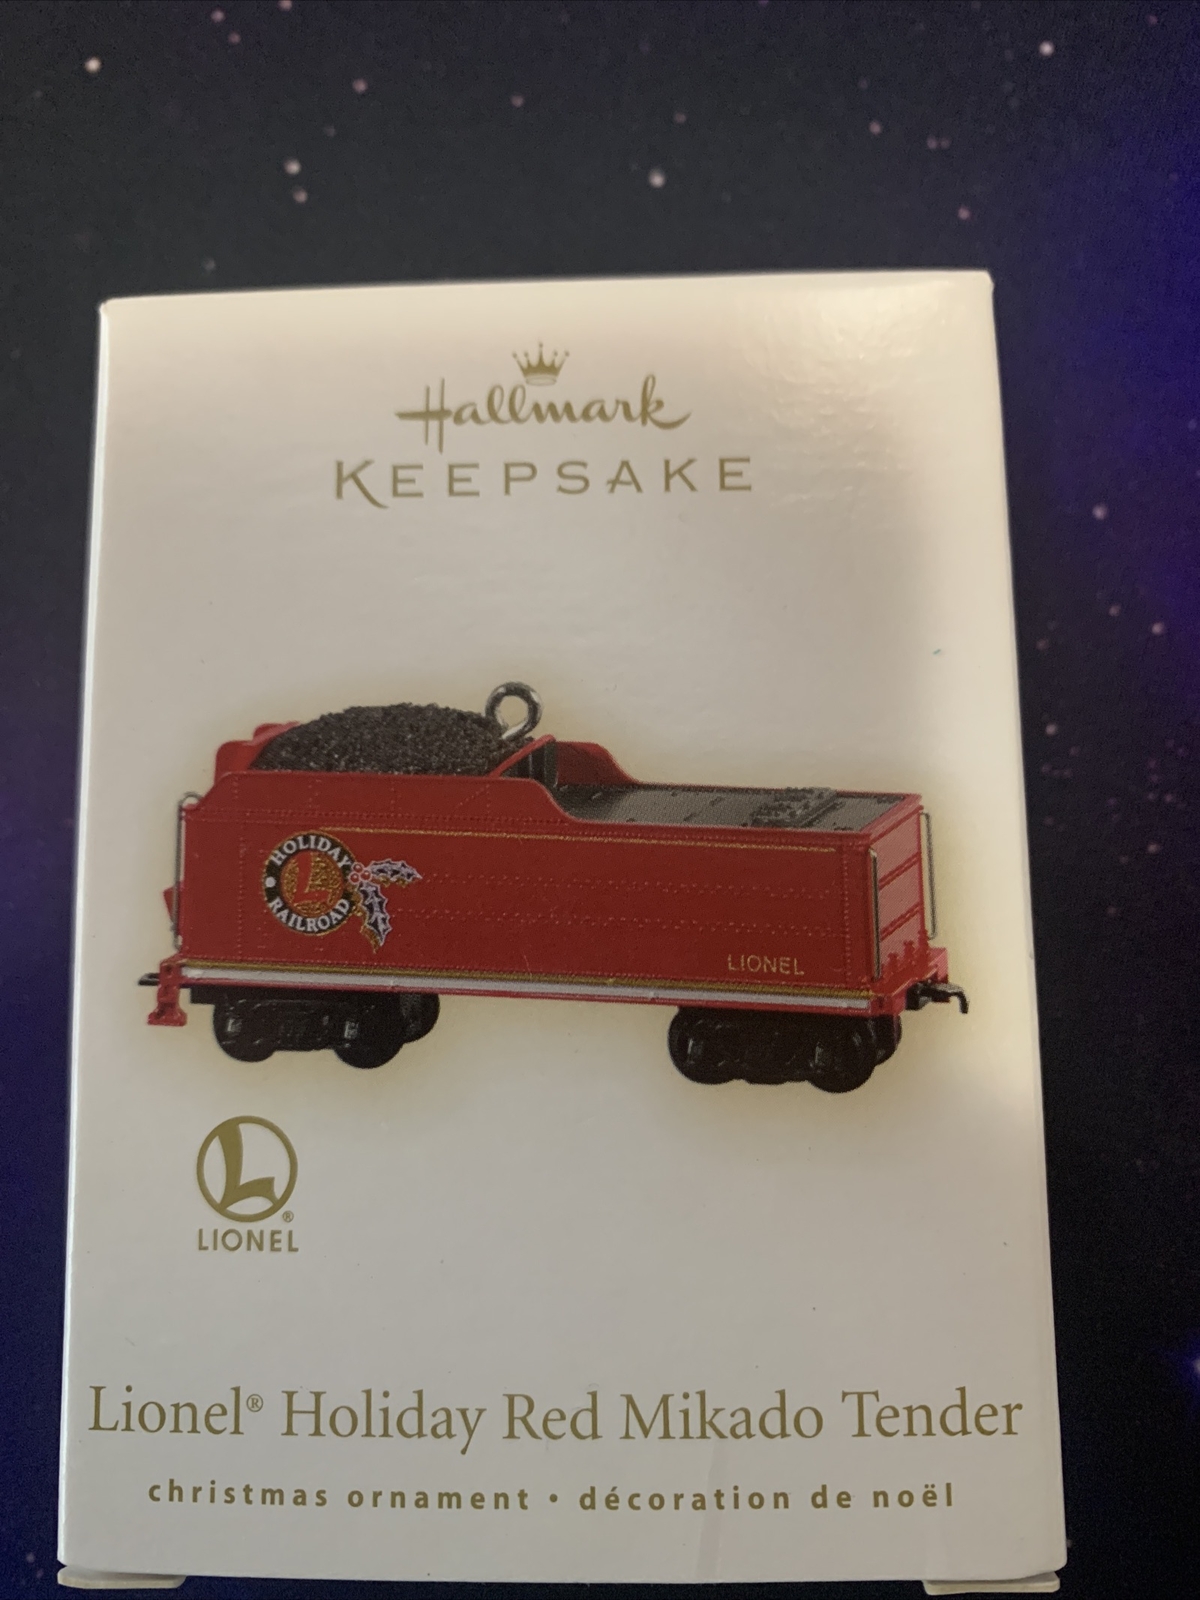 Hallmark
KEEPSAKE
HOLIDAY
L
RAILROAD
LIONEL
L®
LIONEL
Lionel® Holiday Red Mikado Tender
christmas ornament • décoration de noël